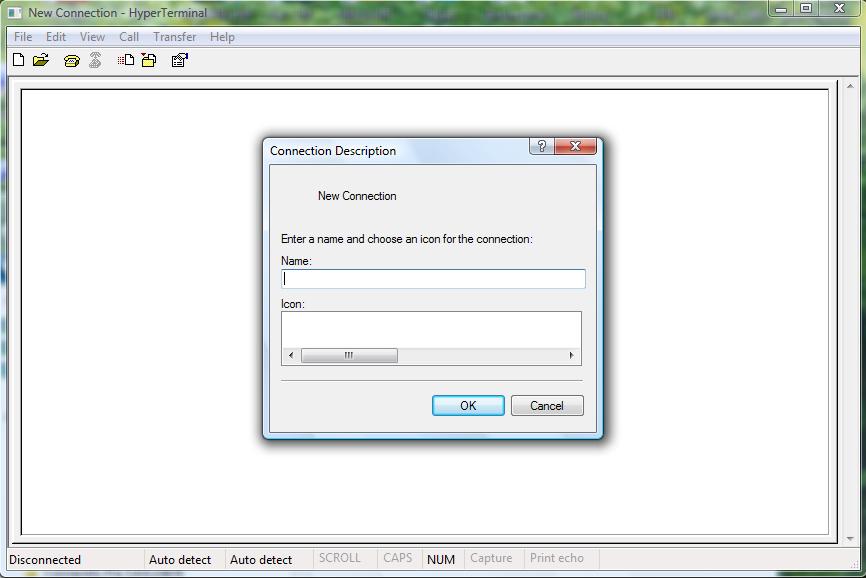 New Connection - HyperTerminal
File Edit View Call Transfer Help
Connection Description
New Connection
Enter a name and choose an icon for the connection:
Name:
Icon:
OK Cancel
Disconnected Auto detect Auto detect SCROLL CAPS NUM Capture Print echo